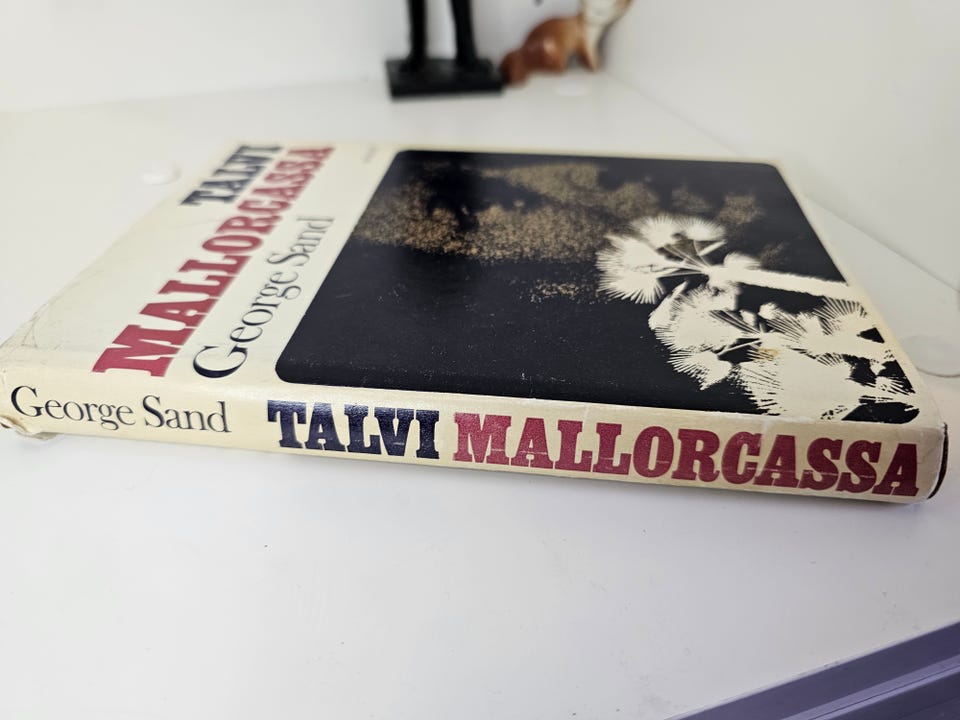 TALVI
MALLORCASSA
George Sand
George Sand TALVI MALLORCASSA